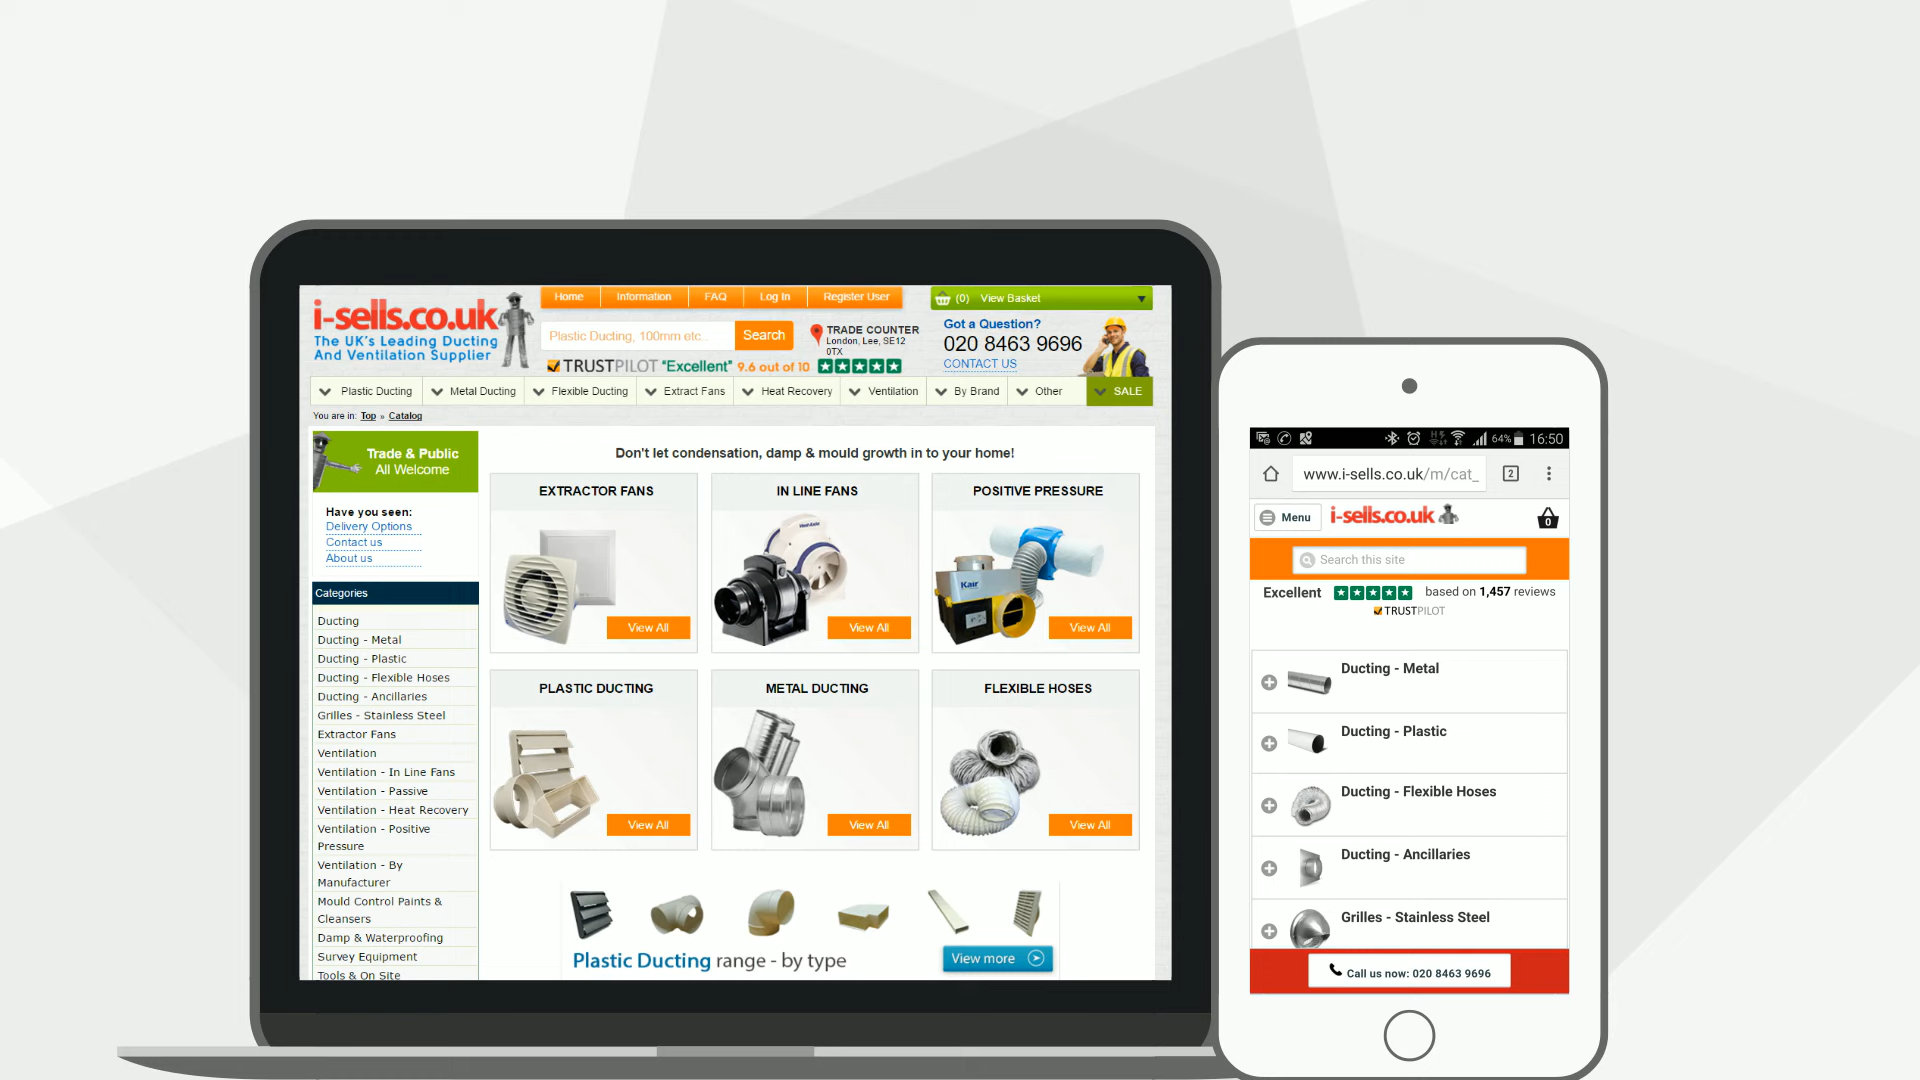 i-sells.co.uk
The UK's Leading Ducting
And Ventilation Supplier
Home Information FAQ Log In Register User
(0) View Basket
Plastic Ducting, 100mm etc.. Search
TRADE COUNTER
London, Lee, SE12
0TX
Got a Question?
020 8463 9696
CONTACT US
TRUSTPILOT "Excellent" 9.6 out of 10
Plastic Ducting Metal Ducting Flexible Ducting Extract Fans Heat Recovery Ventilation By Brand Other SALE
You are in: Top » Catalog
Trade & Public
All Welcome
Have you seen:
Delivery Options
Contact us
About us
Categories
Ducting
Ducting - Metal
Ducting - Plastic
Ducting - Flexible Hoses
Ducting - Ancillaries
Grilles - Stainless Steel
Extractor Fans
Ventilation
Ventilation - In Line Fans
Ventilation - Passive
Ventilation - Heat Recovery
Ventilation - Positive
Pressure
Ventilation - By
Manufacturer
Mould Control Paints &
Cleansers
Damp & Waterproofing
Survey Equipment
Tools & On Site
Don't let condensation, damp & mould growth in to your home!
EXTRACTOR FANS
View All
IN LINE FANS
View All
POSITIVE PRESSURE
Kair
View All
PLASTIC DUCTING
View All
METAL DUCTING
View All
FLEXIBLE HOSES
View All
Plastic Ducting range - by type
View more
64% 16:50
www.i-sells.co.uk/m/cat_ 2
Menu i-sells.co.uk 0
Search this site
Excellent based on 1,457 reviews
TRUSTPILOT
Ducting - Metal
Ducting - Plastic
Ducting - Flexible Hoses
Ducting - Ancillaries
Grilles - Stainless Steel
Call us now: 020 8463 9696